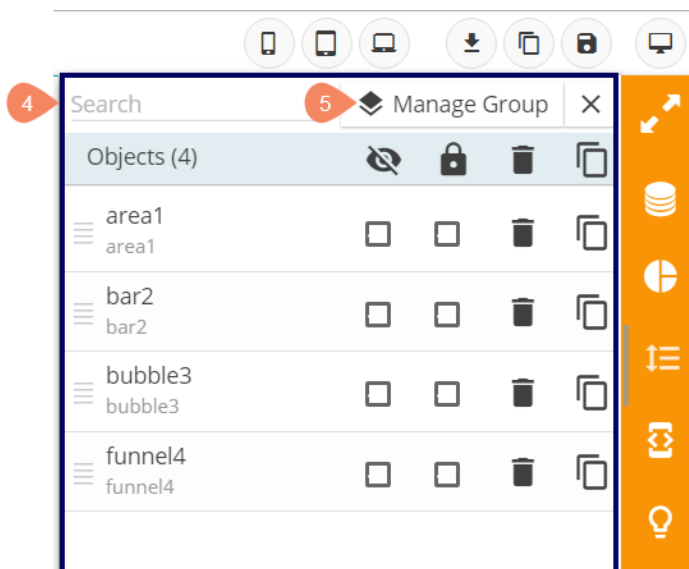 4
Search
5
Manage Group
Objects (4)
area1
area1
bar2
bar2
bubble3
bubble3
funnel4
funnel4